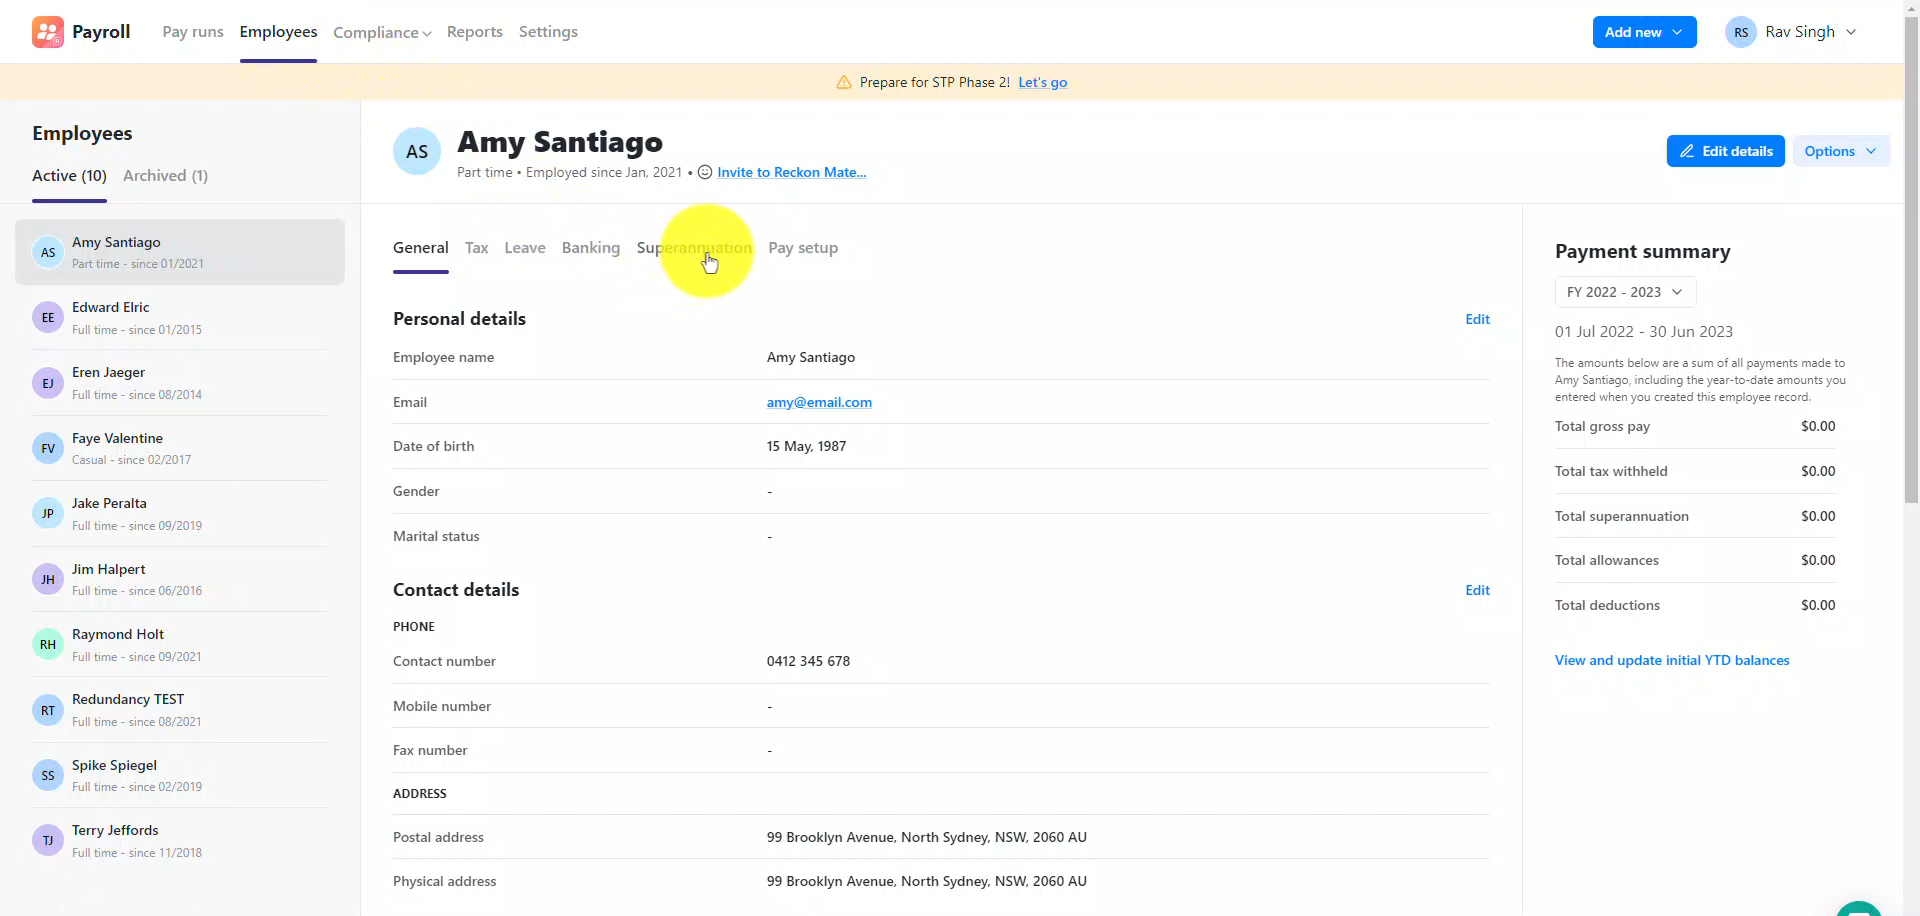 Payroll
Pay runs
Employees
Compliance
Reports
Settings
Add new
RS
Rav Singh
Prepare for STP Phase 2! Let's go
Employees
Active (10)
Archived (1)
AS
Amy Santiago
Part time - since 01/2021
EE
Edward Elric
Full time - since 01/2015
EJ
Eren Jaeger
Full time - since 08/2014
FV
Faye Valentine
Casual - since 02/2017
JP
Jake Peralta
Full time - since 09/2019
JH
Jim Halpert
Full time - since 06/2016
RH
Raymond Holt
Full time - since 09/2021
RT
Redundancy TEST
Full time - since 08/2021
SS
Spike Spiegel
Full time - since 02/2019
TJ
Terry Jeffords
Full time - since 11/2018
AS
Amy Santiago
Part time • Employed since Jan, 2021 • Invite to Reckon Mate...
Edit details
Options
General
Tax
Leave
Banking
Superannuation
Pay setup
Personal details
Edit
Employee name
Amy Santiago
Email
amy@email.com
Date of birth
15 May, 1987
Gender
-
Marital status
-
Contact details
Edit
PHONE
Contact number
0412 345 678
Mobile number
-
Fax number
-
ADDRESS
Postal address
99 Brooklyn Avenue, North Sydney, NSW, 2060 AU
Physical address
99 Brooklyn Avenue, North Sydney, NSW, 2060 AU
Payment summary
FY 2022 - 2023
01 Jul 2022 - 30 Jun 2023
The amounts below are a sum of all payments made to
Amy Santiago, including the year-to-date amounts you
entered when you created this employee record.
Total gross pay
$0.00
Total tax withheld
$0.00
Total superannuation
$0.00
Total allowances
$0.00
Total deductions
$0.00
View and update initial YTD balances